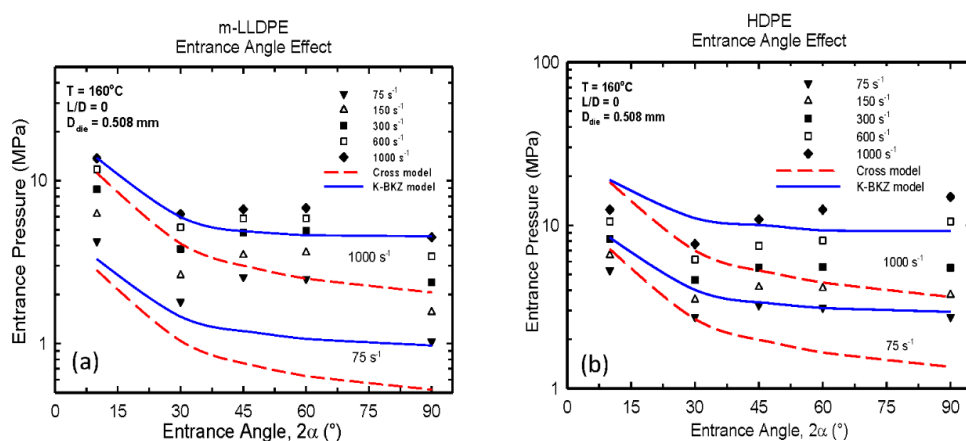 m-LLDPE
Entrance Angle Effect
T = 160°C
L/D = 0
D_die = 0.508 mm
75 s⁻¹
150 s⁻¹
300 s⁻¹
600 s⁻¹
1000 s⁻¹
Cross model
K-BKZ model
10
1
Entrance Pressure (MPa)
1000 s⁻¹
75 s⁻¹
(a)
0 15 30 45 60 75 90
Entrance Angle, 2α (°)
HDPE
Entrance Angle Effect
100
10
1
T = 160°C
L/D = 0
D_die = 0.508 mm
75 s⁻¹
150 s⁻¹
300 s⁻¹
600 s⁻¹
1000 s⁻¹
Cross model
K-BKZ model
Entrance Pressure (MPa)
1000 s⁻¹
75 s⁻¹
(b)
0 15 30 45 60 75 90
Entrance Angle, 2α (°)